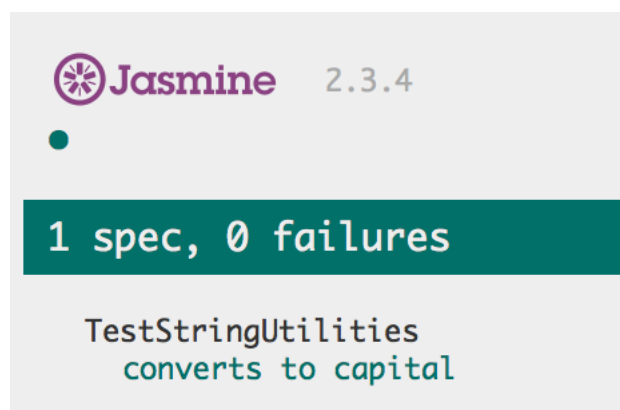 Jasmine 2.3.4
1 spec, 0 failures
TestStringUtilities
converts to capital